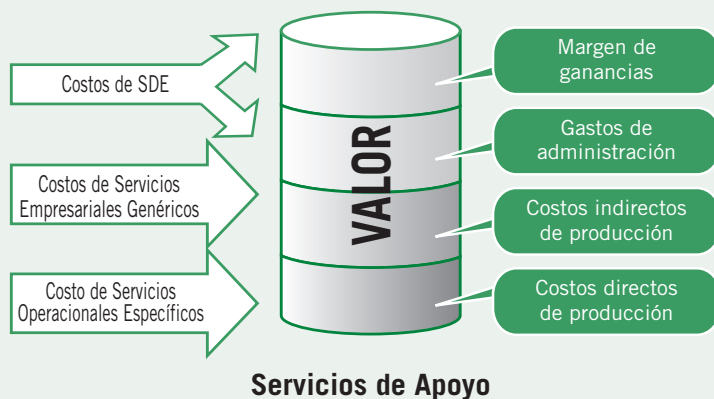 Costos de SDE
Costos de Servicios
Empresariales Genéricos
Costo de Servicios
Operacionales Específicos
VALOR
Margen de
ganancias
Gastos de
administración
Costos indirectos
de producción
Costos directos
de producción
Servicios de Apoyo